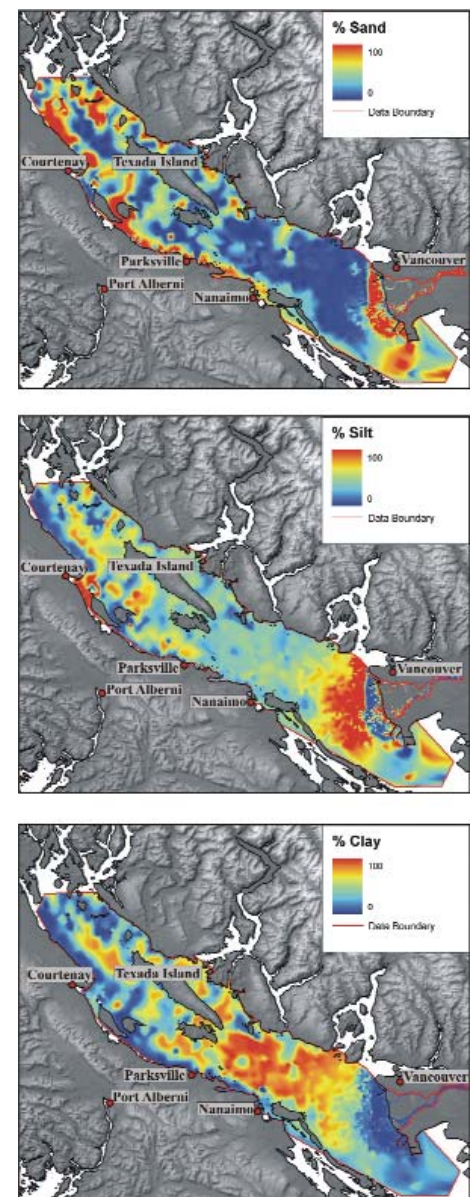 % Sand
100
0
Data Boundary
Courtenay
Texada Island
Parksville
Vancouver
Port Alberni
Nanaimo
% Silt
100
0
Data Boundary
Courtenay
Texada Island
Parksville
Vancouver
Port Alberni
Nanaimo
% Clay
100
0
Data Boundary
Courtenay
Texada Island
Parksville
Vancouver
Port Alberni
Nanaimo